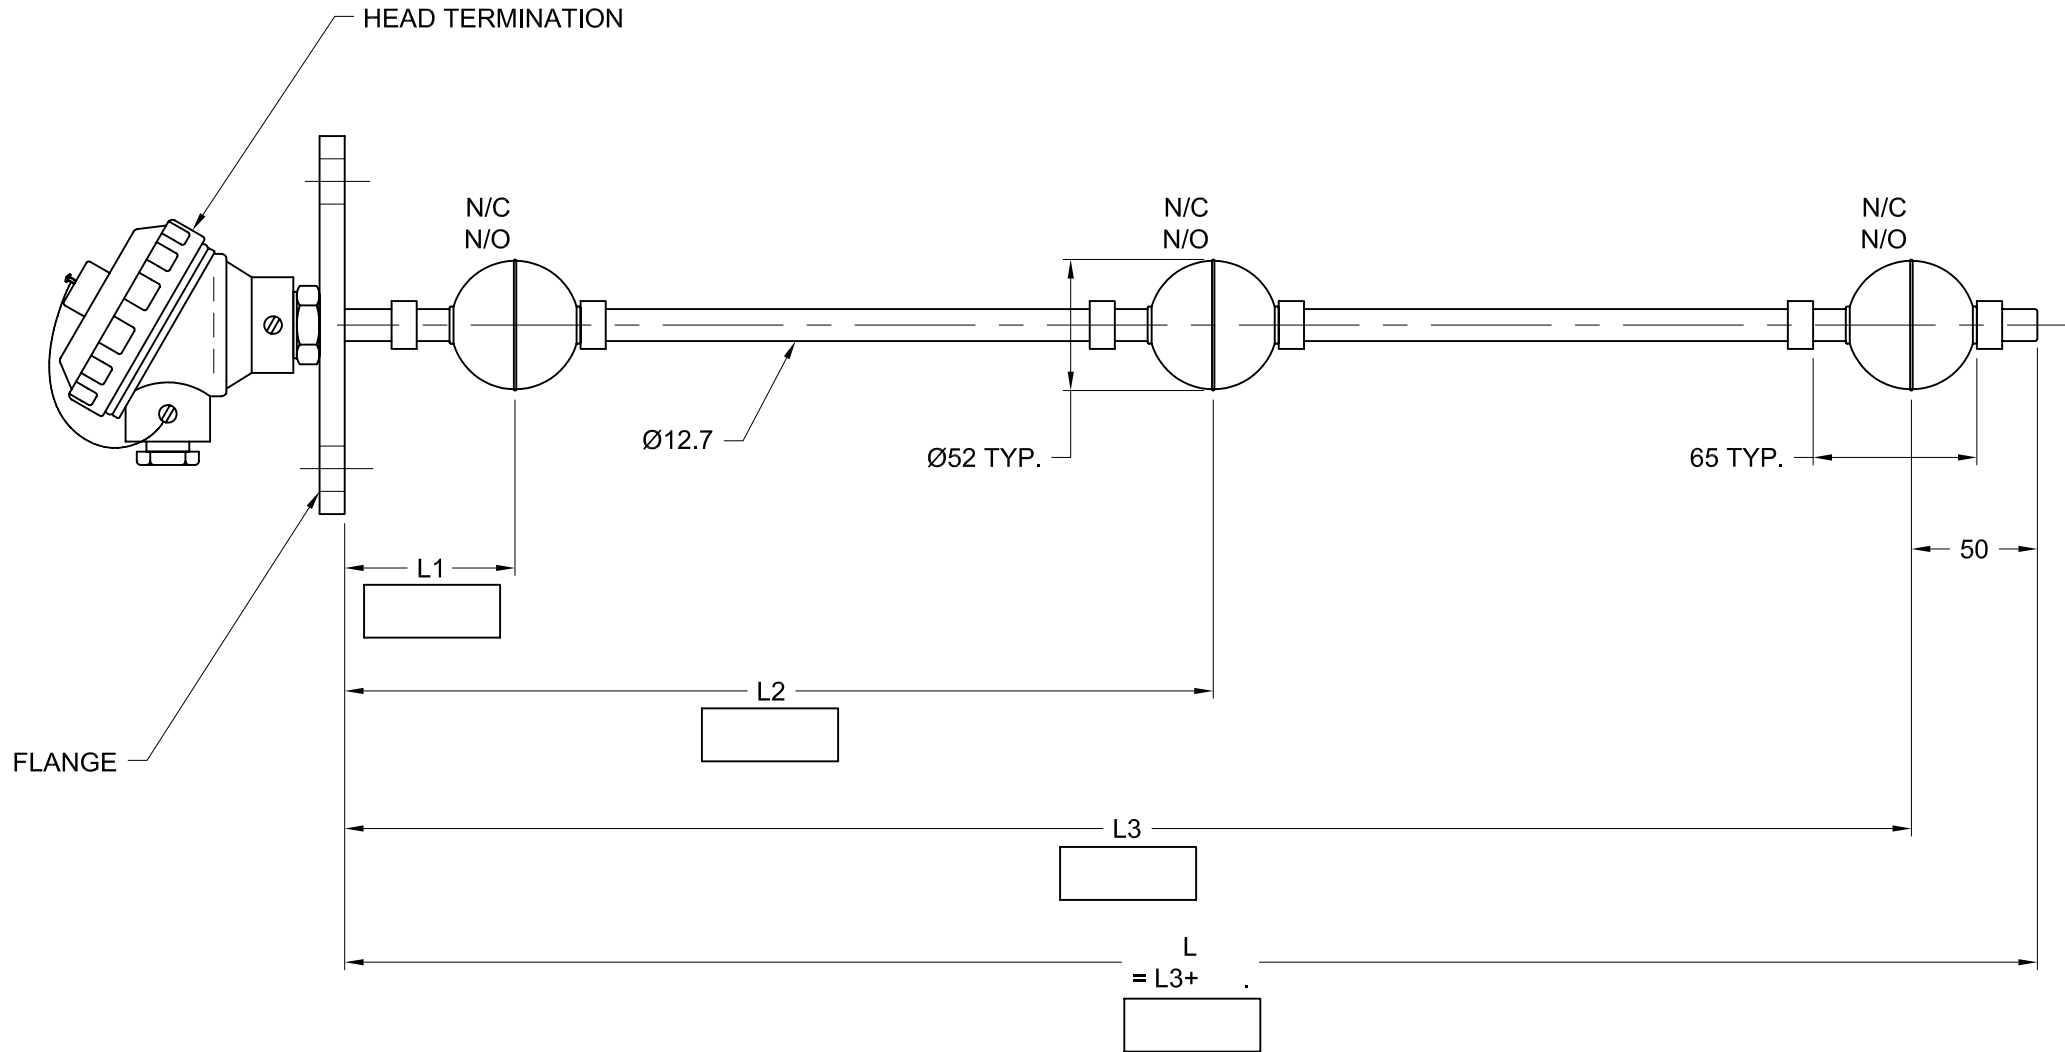 HEAD TERMINATION
N/C
N/O
N/C
N/O
N/C
N/O
Ø12.7
Ø52 TYP.
65 TYP.
50
L1
L2
FLANGE
L3
L
= L3+ .